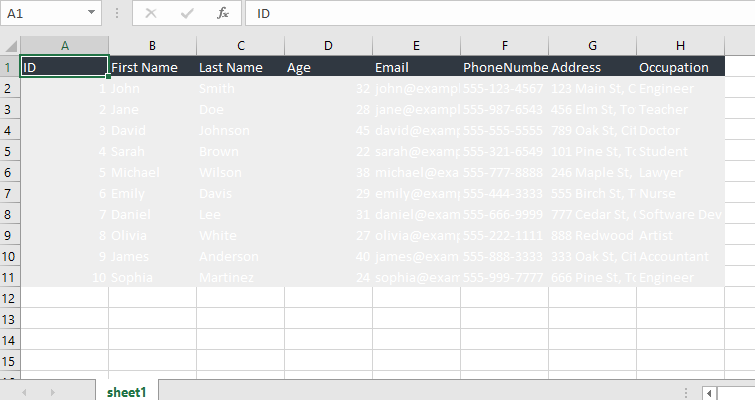 A1 fx ID
A B C D E F G H
1 ID First Name Last Name Age Email PhoneNumbe Address Occupation
2 1 John Smith 32 john@exampl 555-123-4567 123 Main St, C Engineer
3 2 Jane Doe 28 jane@exampl 555-987-6543 456 Elm St, To Teacher
4 3 David Johnson 45 david@exam 555-555-5555 789 Oak St, Cit Doctor
5 4 Sarah Brown 22 sarah@exam 555-321-6549 101 Pine St, To Student
6 5 Michael Wilson 38 michael@exa 555-777-8888 246 Maple St, Lawyer
7 6 Emily Davis 29 emily@exam 555-444-3333 555 Birch St, T Nurse
8 7 Daniel Lee 31 daniel@exam 555-666-9999 777 Cedar St, Software Dev
9 8 Olivia White 27 olivia@exam 555-222-1111 888 Redwood Artist
10 9 James Anderson 40 james@exam 555-888-3333 333 Oak St, Cit Accountant
11 10 Sophia Martinez 24 sophia@exam 555-999-7777 666 Pine St, To Engineer
12
13
14
15
sheet1